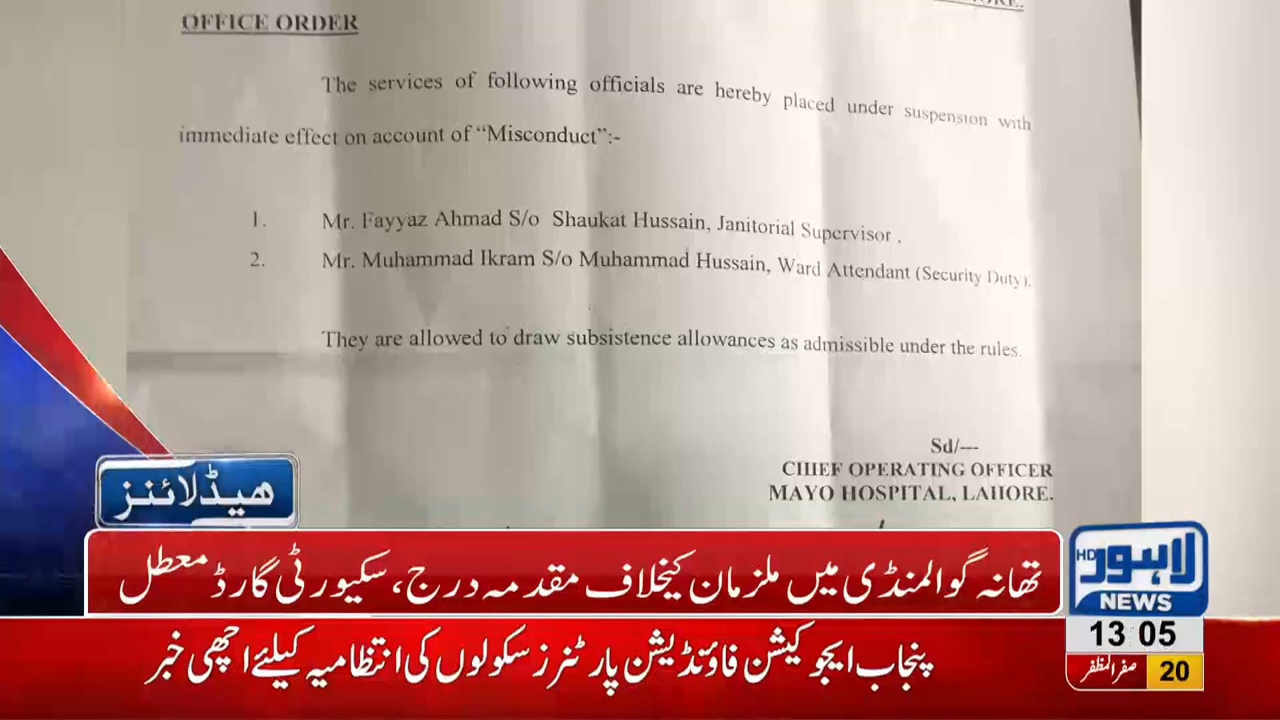 OFFICE ORDER
The services of following officials are hereby placed under suspension with
immediate effect on account of “Misconduct”:-
1. Mr. Fayyaz Ahmad S/o Shaukat Hussain, Janitorial Supervisor .
2. Mr. Muhammad Ikram S/o Muhammad Hussain, Ward Attendant (Security Duty).
They are allowed to draw subsistence allowances as admissible under the rules.
Sd/---
CHIEF OPERATING OFFICER
MAYO HOSPITAL, LAHORE.
ھیڈلائنز
تھانہ گوالمنڈی میں ملزمان کیخلاف مقدمہ درج، سکیورٹی گارڈ معطل
پنجاب ایجوکیشن فاؤنڈیشن پارٹنرز سکولوں کی انتظامیہ کیلئے اچھی خبر
لاہور HD
NEWS
13 05
صفر المظفر 20